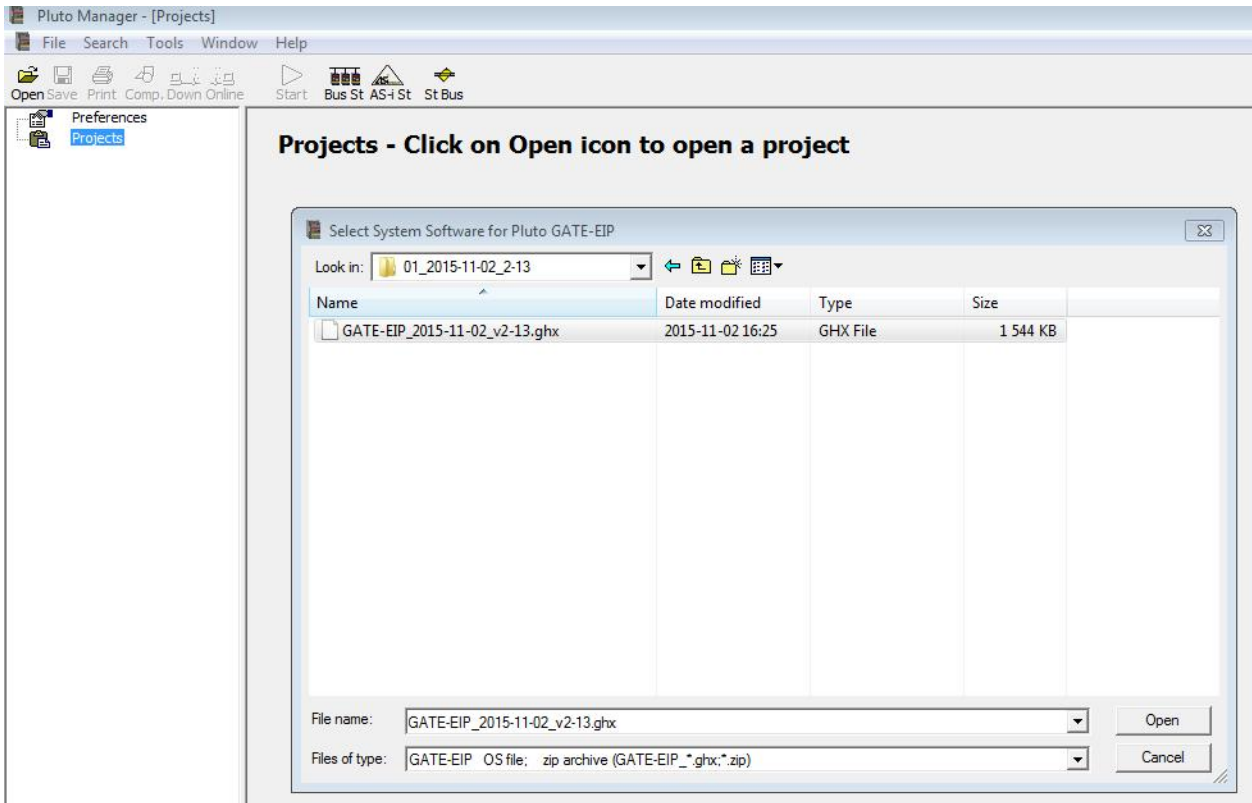 Pluto Manager - [Projects]
File Search Tools Window Help
Open Save Print Comp. Down Online Start Bus St AS-i St St Bus
Preferences
Projects
Projects - Click on Open icon to open a project
Select System Software for Pluto GATE-EIP
Look in: 01_2015-11-02_2-13
Name Date modified Type Size
GATE-EIP_2015-11-02_v2-13.ghx 2015-11-02 16:25 GHX File 1 544 KB
File name: GATE-EIP_2015-11-02_v2-13.ghx Open
Files of type: GATE-EIP OS file; zip archive (GATE-EIP_*.ghx;*.zip) Cancel